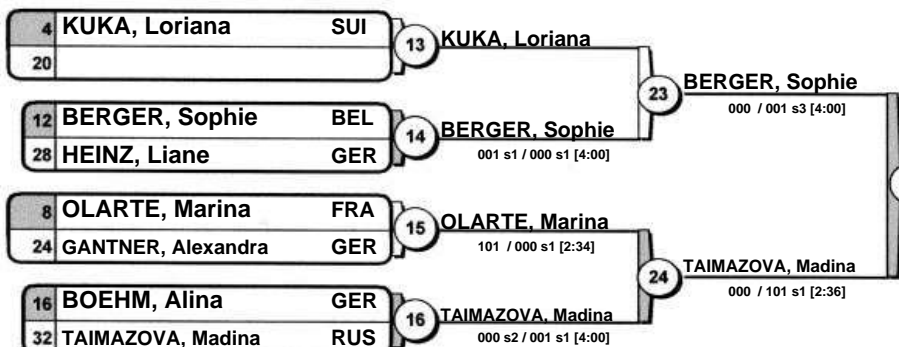 4 KUKA, Loriana SUI
20
13
KUKA, Loriana
12 BERGER, Sophie BEL
28 HEINZ, Liane GER
14
BERGER, Sophie
001 s1 / 000 s1 [4:00]
23
BERGER, Sophie
000 / 001 s3 [4:00]
8 OLARTE, Marina FRA
24 GANTNER, Alexandra GER
15
OLARTE, Marina
101 / 000 s1 [2:34]
16 BOEHM, Alina GER
32 TAIMAZOVA, Madina RUS
16
TAIMAZOVA, Madina
000 s2 / 001 s1 [4:00]
24
TAIMAZOVA, Madina
000 / 101 s1 [2:36]